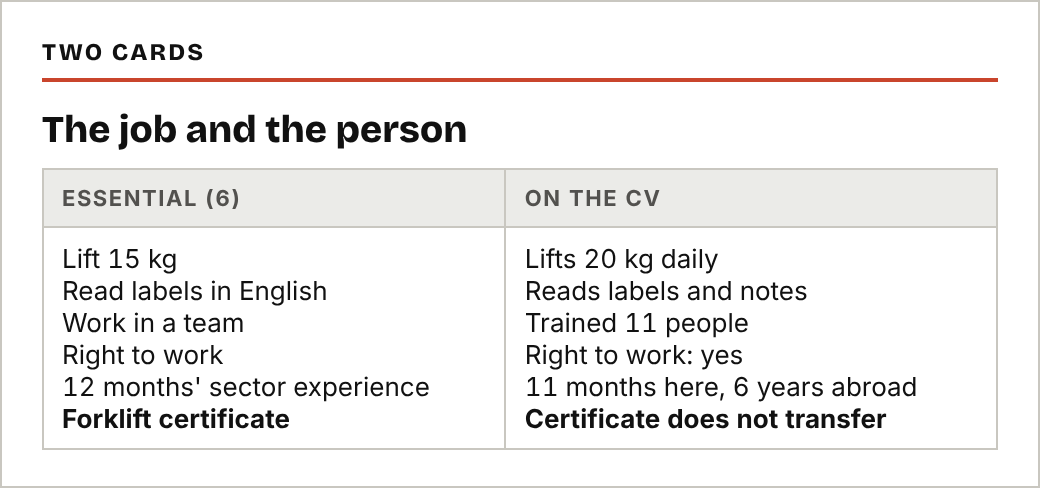 TWO CARDS
The job and the person
ESSENTIAL (6)
Lift 15 kg
Read labels in English
Work in a team
Right to work
12 months' sector experience
Forklift certificate
ON THE CV
Lifts 20 kg daily
Reads labels and notes
Trained 11 people
Right to work: yes
11 months here, 6 years abroad
Certificate does not transfer